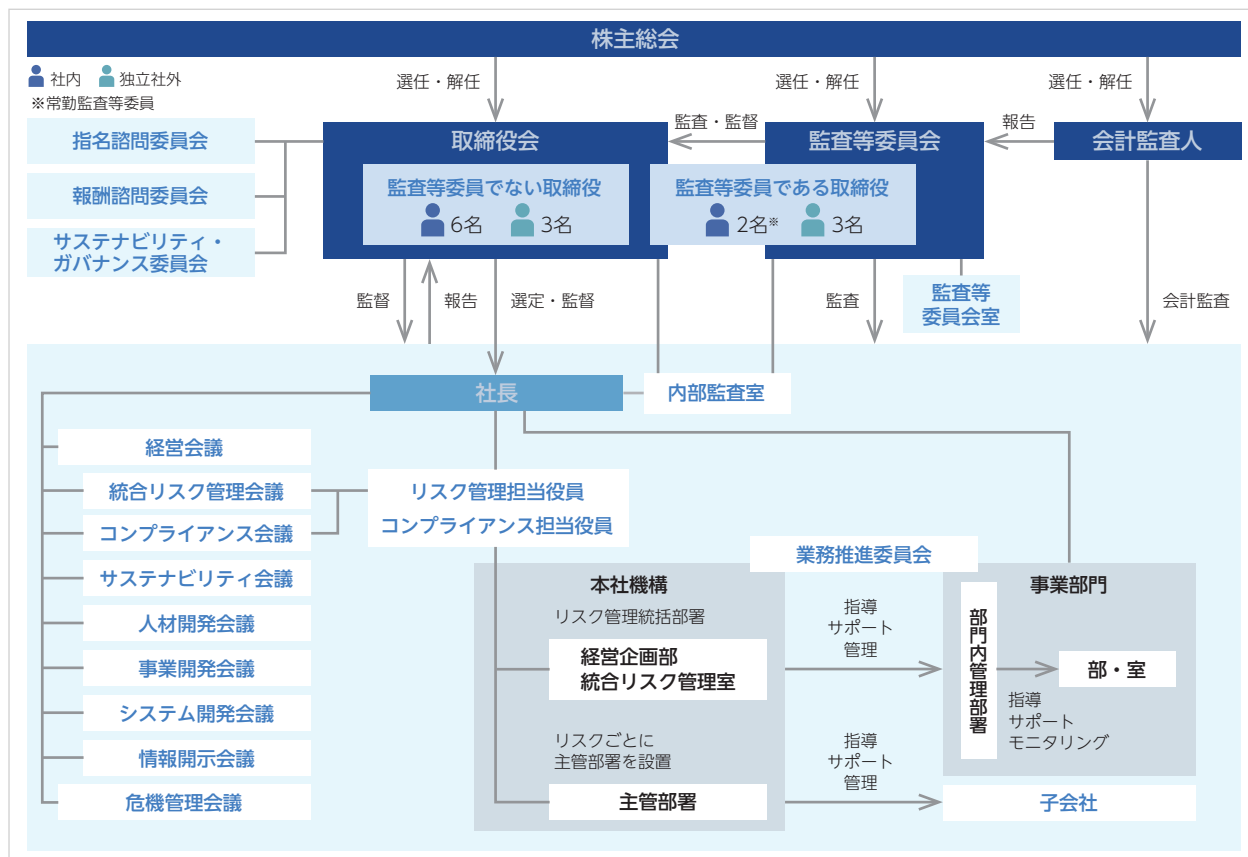 株主総会
社内
独立社外
※常勤監査等委員
選任・解任
選任・解任
選任・解任
指名諮問委員会
報酬諮問委員会
サステナビリティ・
ガバナンス委員会
取締役会
監査・監督
監査等委員会
報告
会計監査人
監査等委員でない取締役
6名
3名
監査等委員である取締役
2名※
3名
監督
報告
選定・監督
監査
監査等
委員会室
会計監査
社長
内部監査室
経営会議
統合リスク管理会議
コンプライアンス会議
サステナビリティ会議
人材開発会議
事業開発会議
システム開発会議
情報開示会議
危機管理会議
リスク管理担当役員
コンプライアンス担当役員
業務推進委員会
本社機構
リスク管理統括部署
経営企画部
統合リスク管理室
リスクごとに
主管部署を設置
主管部署
指導
サポート
管理
指導
サポート
管理
事業部門
部門内管理部署
部・室
指導
サポート
モニタリング
子会社